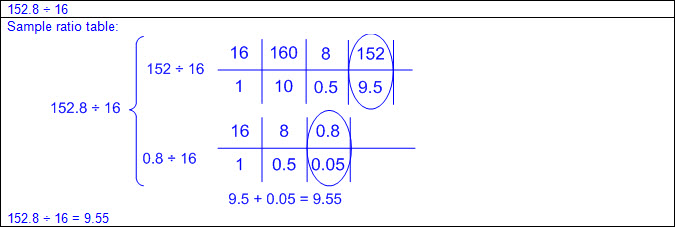 152.8 ÷ 16
Sample ratio table:
16 160 8 152
152 ÷ 16
1 10 0.5 9.5
152.8 ÷ 16
16 8 0.8
0.8 ÷ 16
1 0.5 0.05
9.5 + 0.05 = 9.55
152.8 ÷ 16 = 9.55